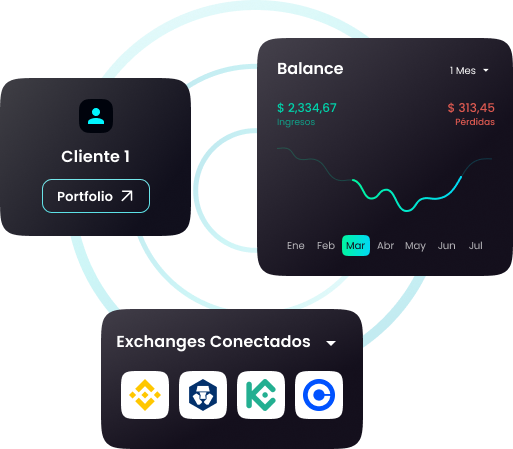 Cliente 1
Portfolio
Balance
1 Mes
$ 2,334,67
$ 313,45
Ingresos
Pérdidas
Ene Feb Mar Abr May Jun Jul
Exchanges Conectados